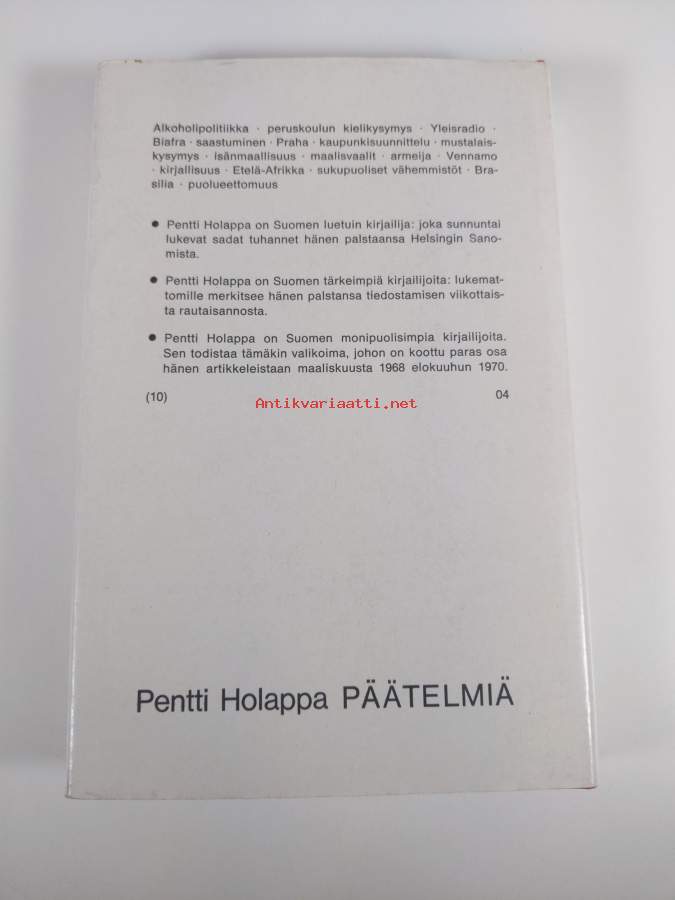 Alkoholipolitiikka · peruskoulun kielikysymys · Yleisradio ·
Biafra · saastuminen · Praha · kaupunkisuunnittelu · mustalais-
kysymys · isänmaallisuus · maalisvaalit · armeija · Vennamo
· kirjallisuus · Etelä-Afrikka · sukupuoliset vähemmistöt · Bra-
silia · puolueettomuus
● Pentti Holappa on Suomen luetuin kirjailija: joka sunnuntai
lukevat sadat tuhannet hänen palstaansa Helsingin Sano-
mista.
● Pentti Holappa on Suomen tärkeimpiä kirjailijoita: lukemat-
tomille merkitsee hänen palstansa tiedostamisen viikottais-
ta rautaisannosta.
● Pentti Holappa on Suomen monipuolisimpia kirjailijoita.
Sen todistaa tämäkin valikoima, johon on koottu paras osa
hänen artikkeleistaan maaliskuusta 1968 elokuuhun 1970.
(10) 04
Antikvariaatti.net
Pentti Holappa PÄÄTELMIÄ